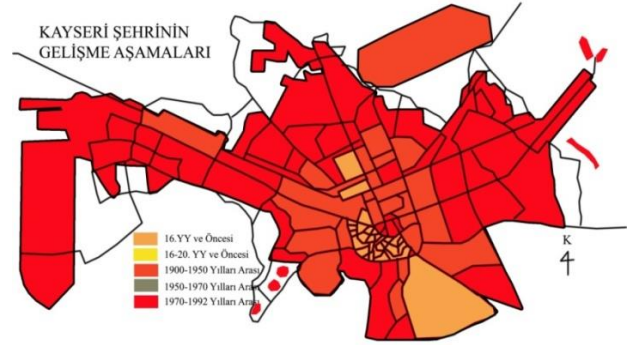 KAYSERİ ŞEHRİNİN
GELİŞME AŞAMALARI
16.YY ve Öncesi
16-20. YY ve Öncesi
1900-1950 Yılları Arası
1950-1970 Yılları Arası
1970-1992 Yılları Arası
K